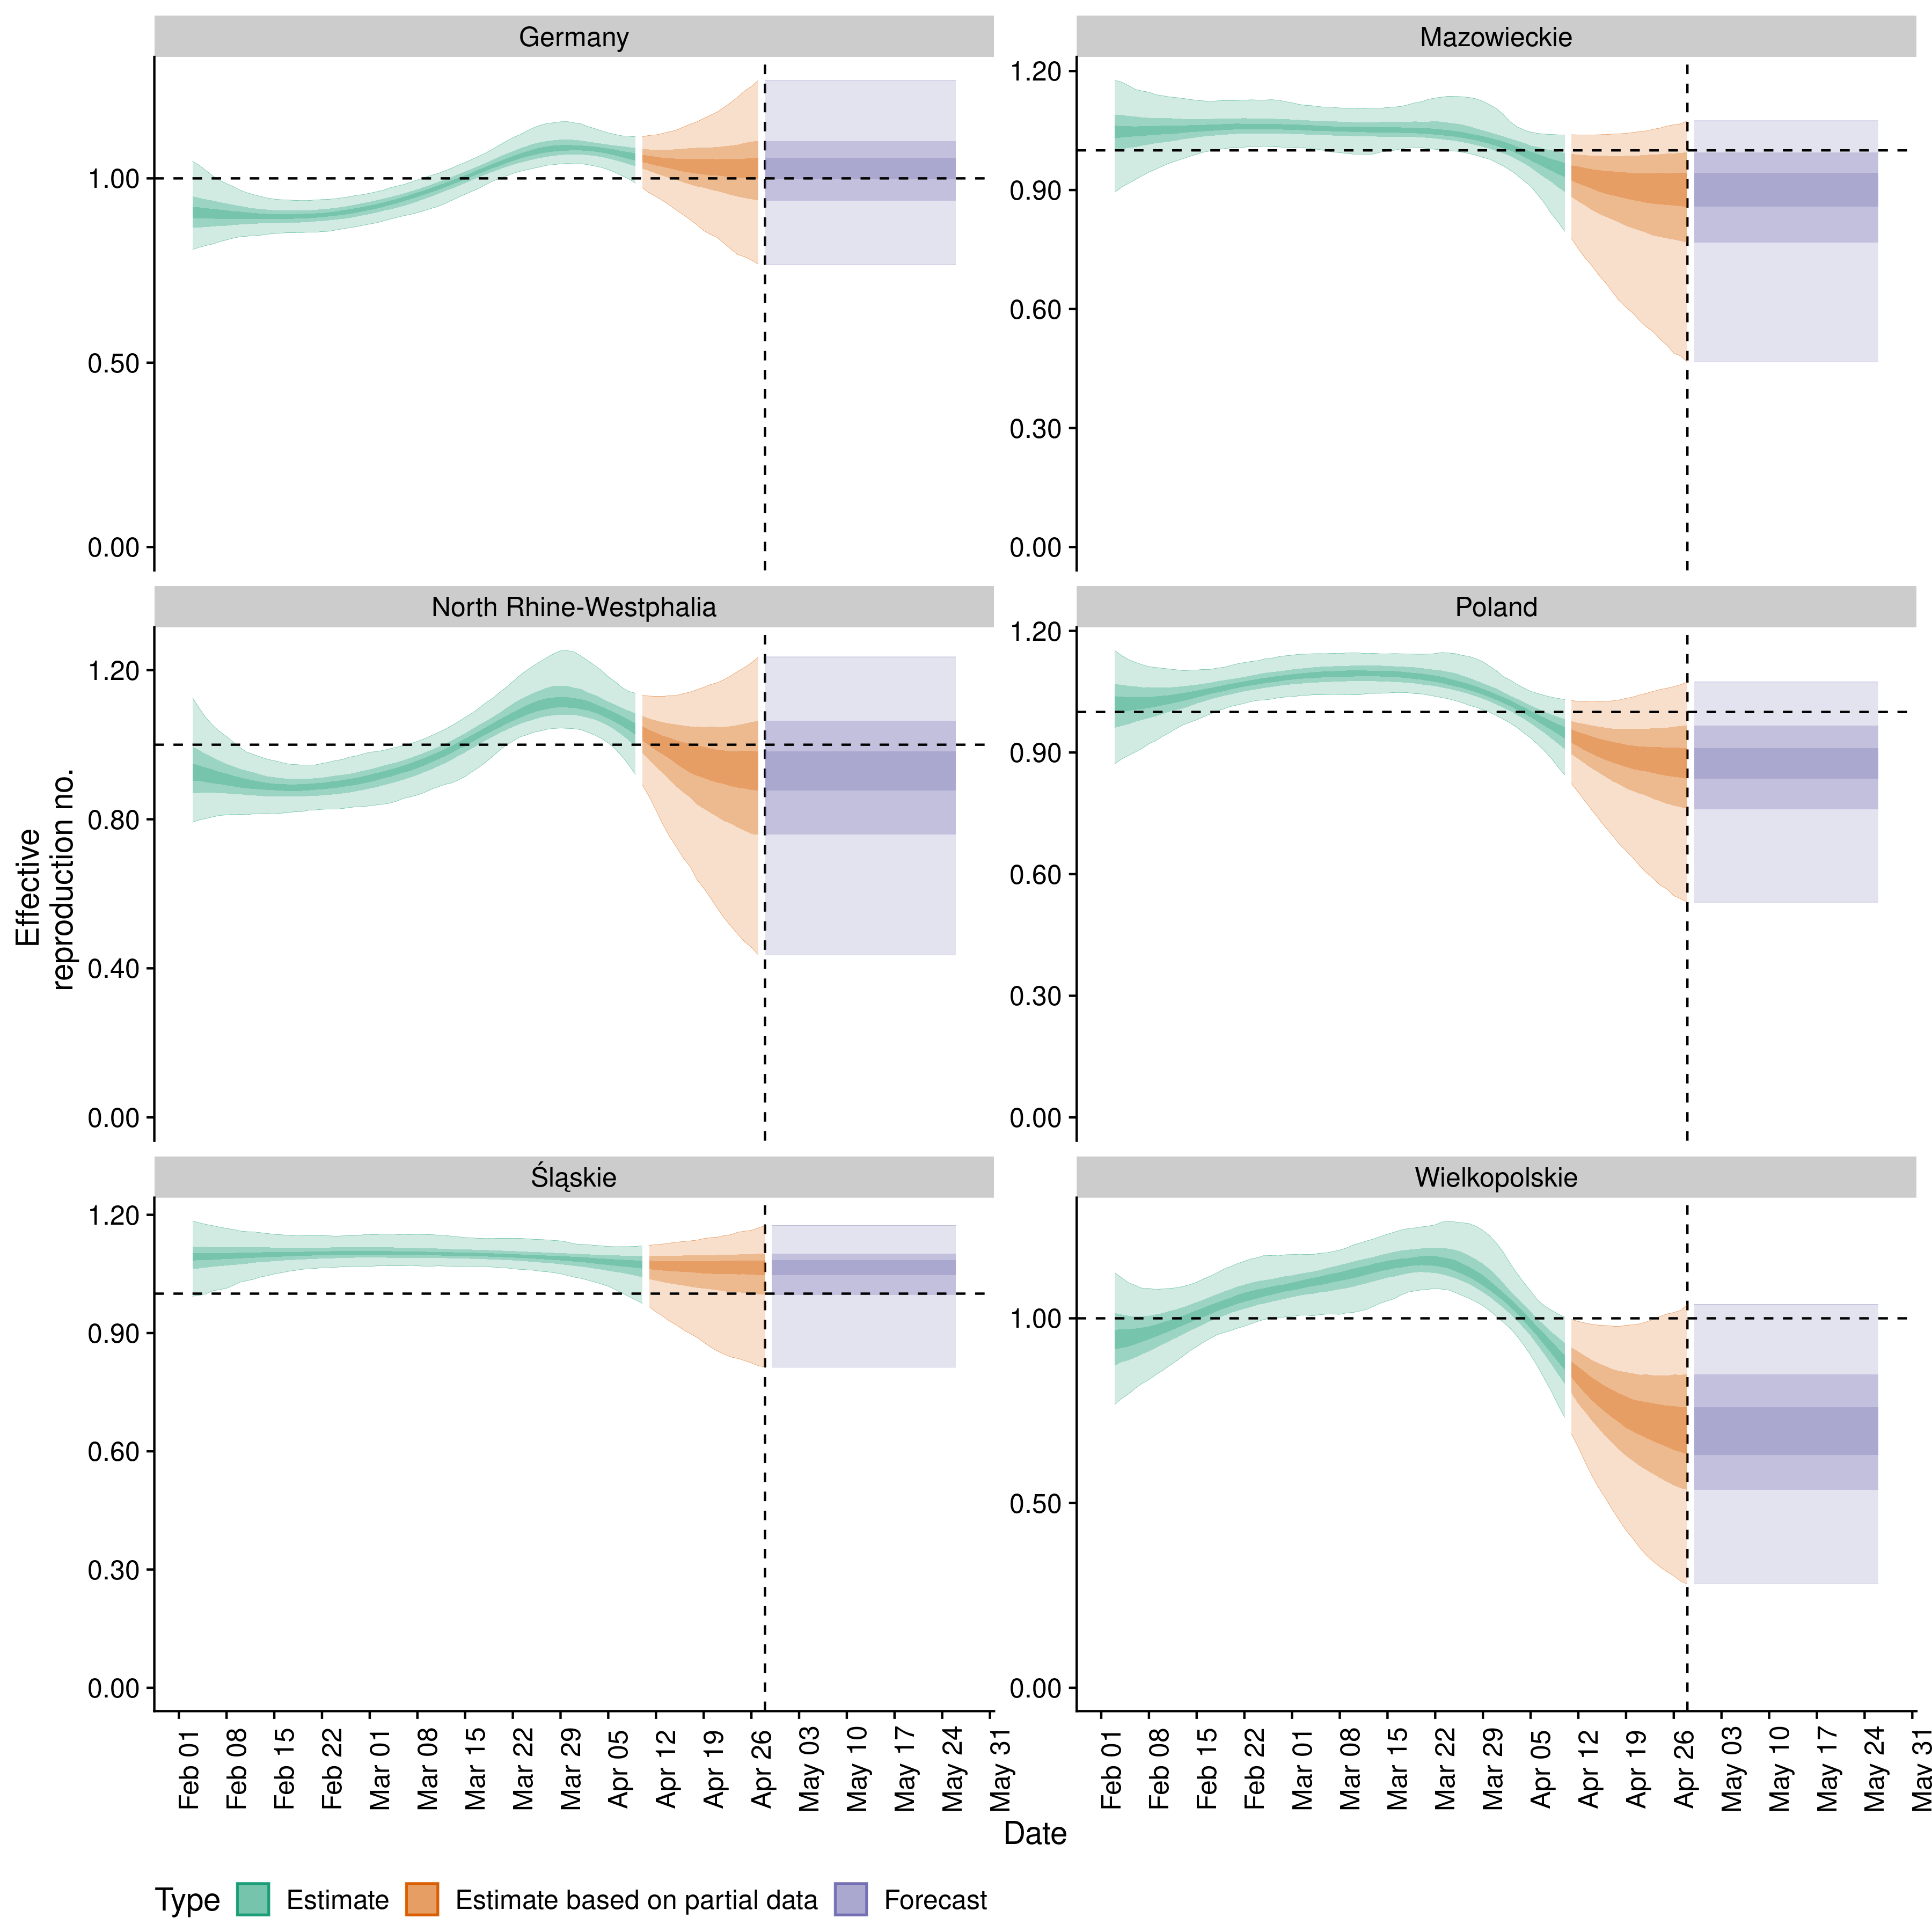 Germany
Mazowieckie
1.00
0.50
0.00
1.20
0.90
0.60
0.30
0.00
North Rhine-Westphalia
Poland
1.20
0.80
0.40
0.00
1.20
0.90
0.60
0.30
0.00
Effective
reproduction no.
Śląskie
Wielkopolskie
1.20
0.90
0.60
0.30
0.00
1.00
0.50
0.00
Feb 01
Feb 08
Feb 15
Feb 22
Mar 01
Mar 08
Mar 15
Mar 22
Mar 29
Apr 05
Apr 12
Apr 19
Apr 26
May 03
May 10
May 17
May 24
May 31
Feb 01
Feb 08
Feb 15
Feb 22
Mar 01
Mar 08
Mar 15
Mar 22
Mar 29
Apr 05
Apr 12
Apr 19
Apr 26
May 03
May 10
May 17
May 24
May 31
Date
Type Estimate Estimate based on partial data Forecast